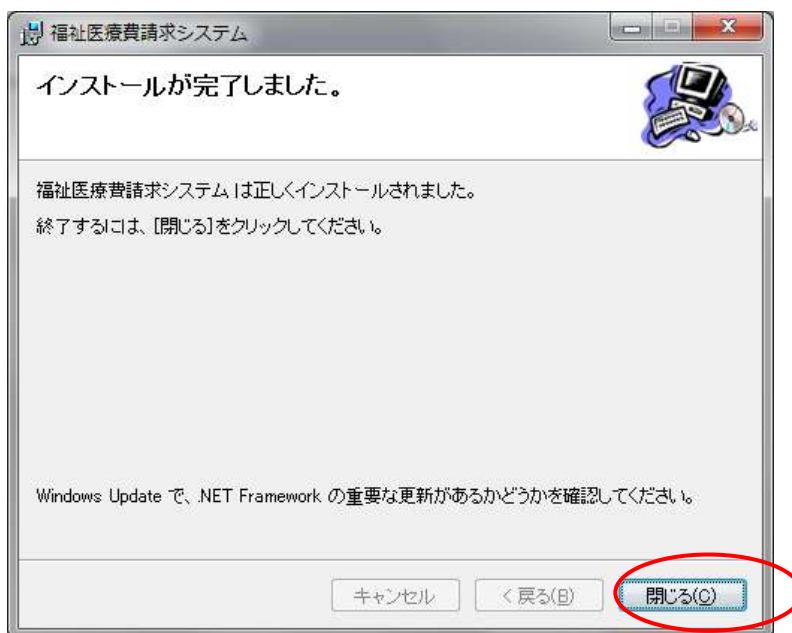 福祉医療費請求システム
インストールが完了しました。
福祉医療費請求システム は正しくインストールされました。
終了するには、[閉じる]をクリックしてください。
Windows Update で、.NET Framework の重要な更新があるかどうかを確認してください。
キャンセル
< 戻る(B)
閉じる(C)